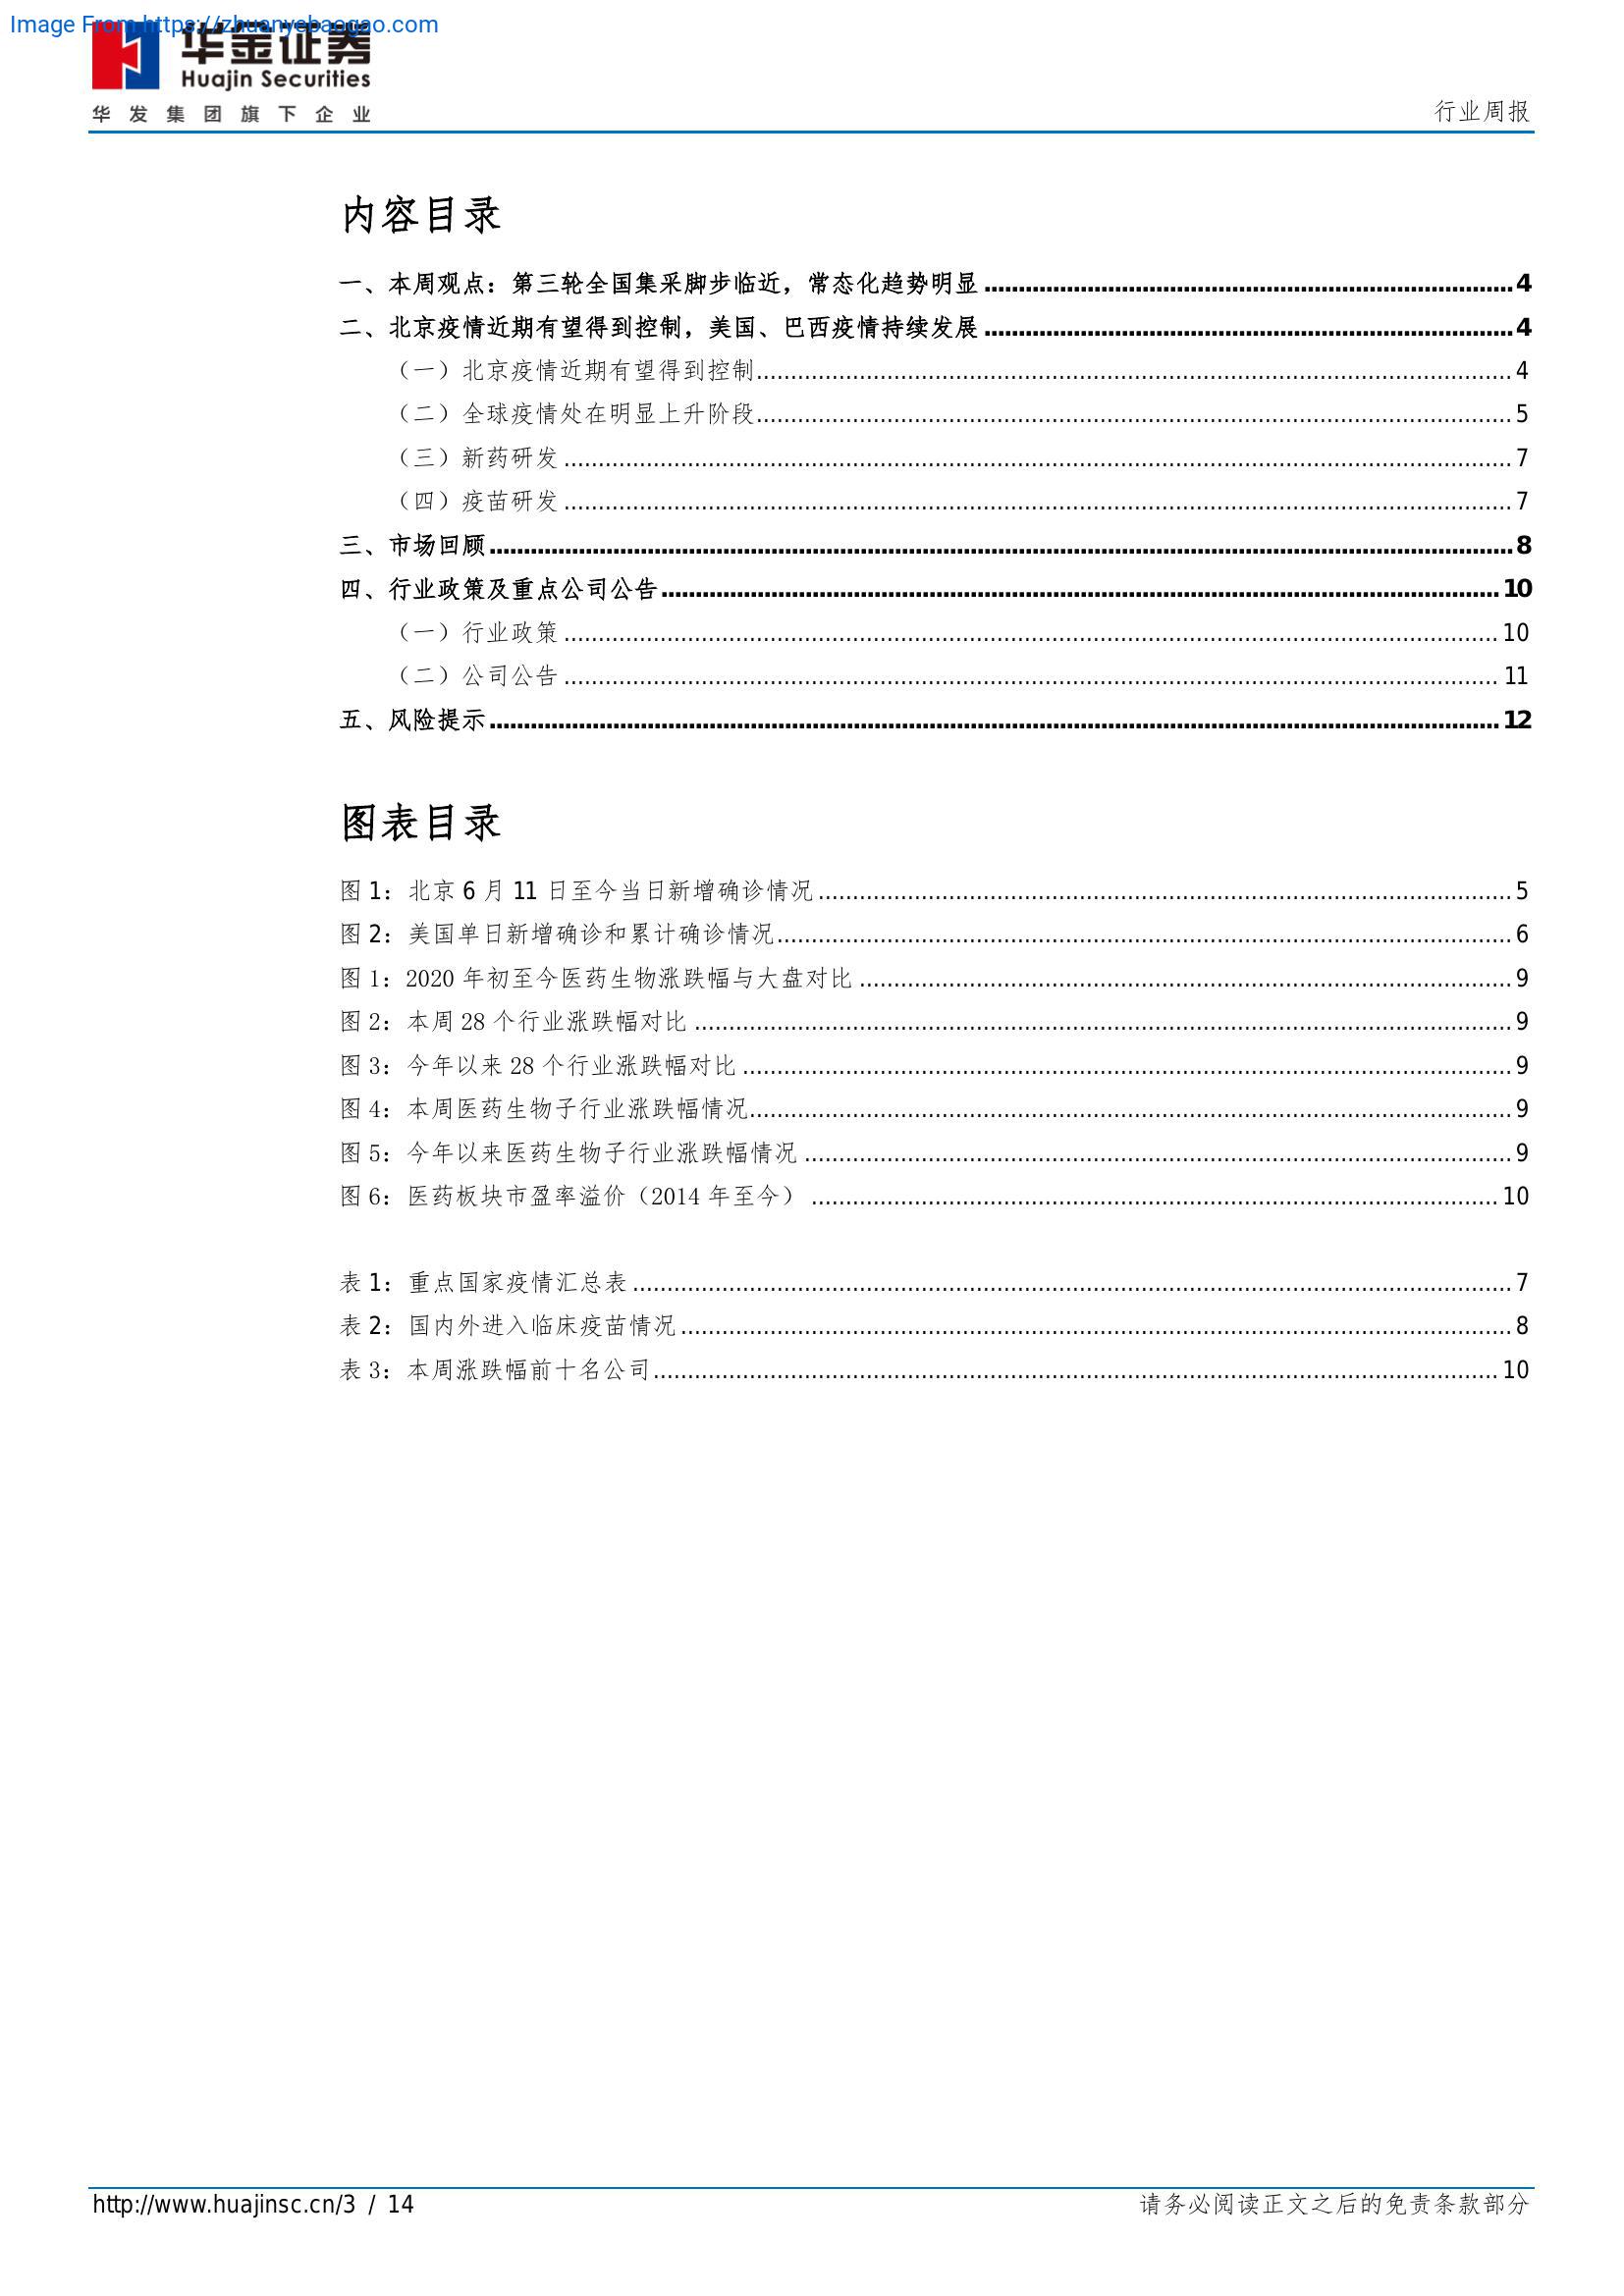 Image From https://zhuanyebaogao.com
华金证券
Huajin Securities
华发集团旗下企业
行业周报
内容目录
一、本周观点：第三轮全国集采脚步临近，常态化趋势明显 4
二、北京疫情近期有望得到控制，美国、巴西疫情持续发展 4
（一）北京疫情近期有望得到控制 4
（二）全球疫情处在明显上升阶段 5
（三）新药研发 7
（四）疫苗研发 7
三、市场回顾 8
四、行业政策及重点公司公告 10
（一）行业政策 10
（二）公司公告 11
五、风险提示 12
图表目录
图 1：北京 6 月 11 日至今当日新增确诊情况 5
图 2：美国单日新增确诊和累计确诊情况 6
图 1：2020 年初至今医药生物涨跌幅与大盘对比 9
图 2：本周 28 个行业涨跌幅对比 9
图 3：今年以来 28 个行业涨跌幅对比 9
图 4：本周医药生物子行业涨跌幅情况 9
图 5：今年以来医药生物子行业涨跌幅情况 9
图 6：医药板块市盈率溢价（2014 年至今） 10
表 1：重点国家疫情汇总表 7
表 2：国内外进入临床疫苗情况 8
表 3：本周涨跌幅前十名公司 10
http://www.huajinsc.cn/3 / 14
请务必阅读正文之后的免责条款部分